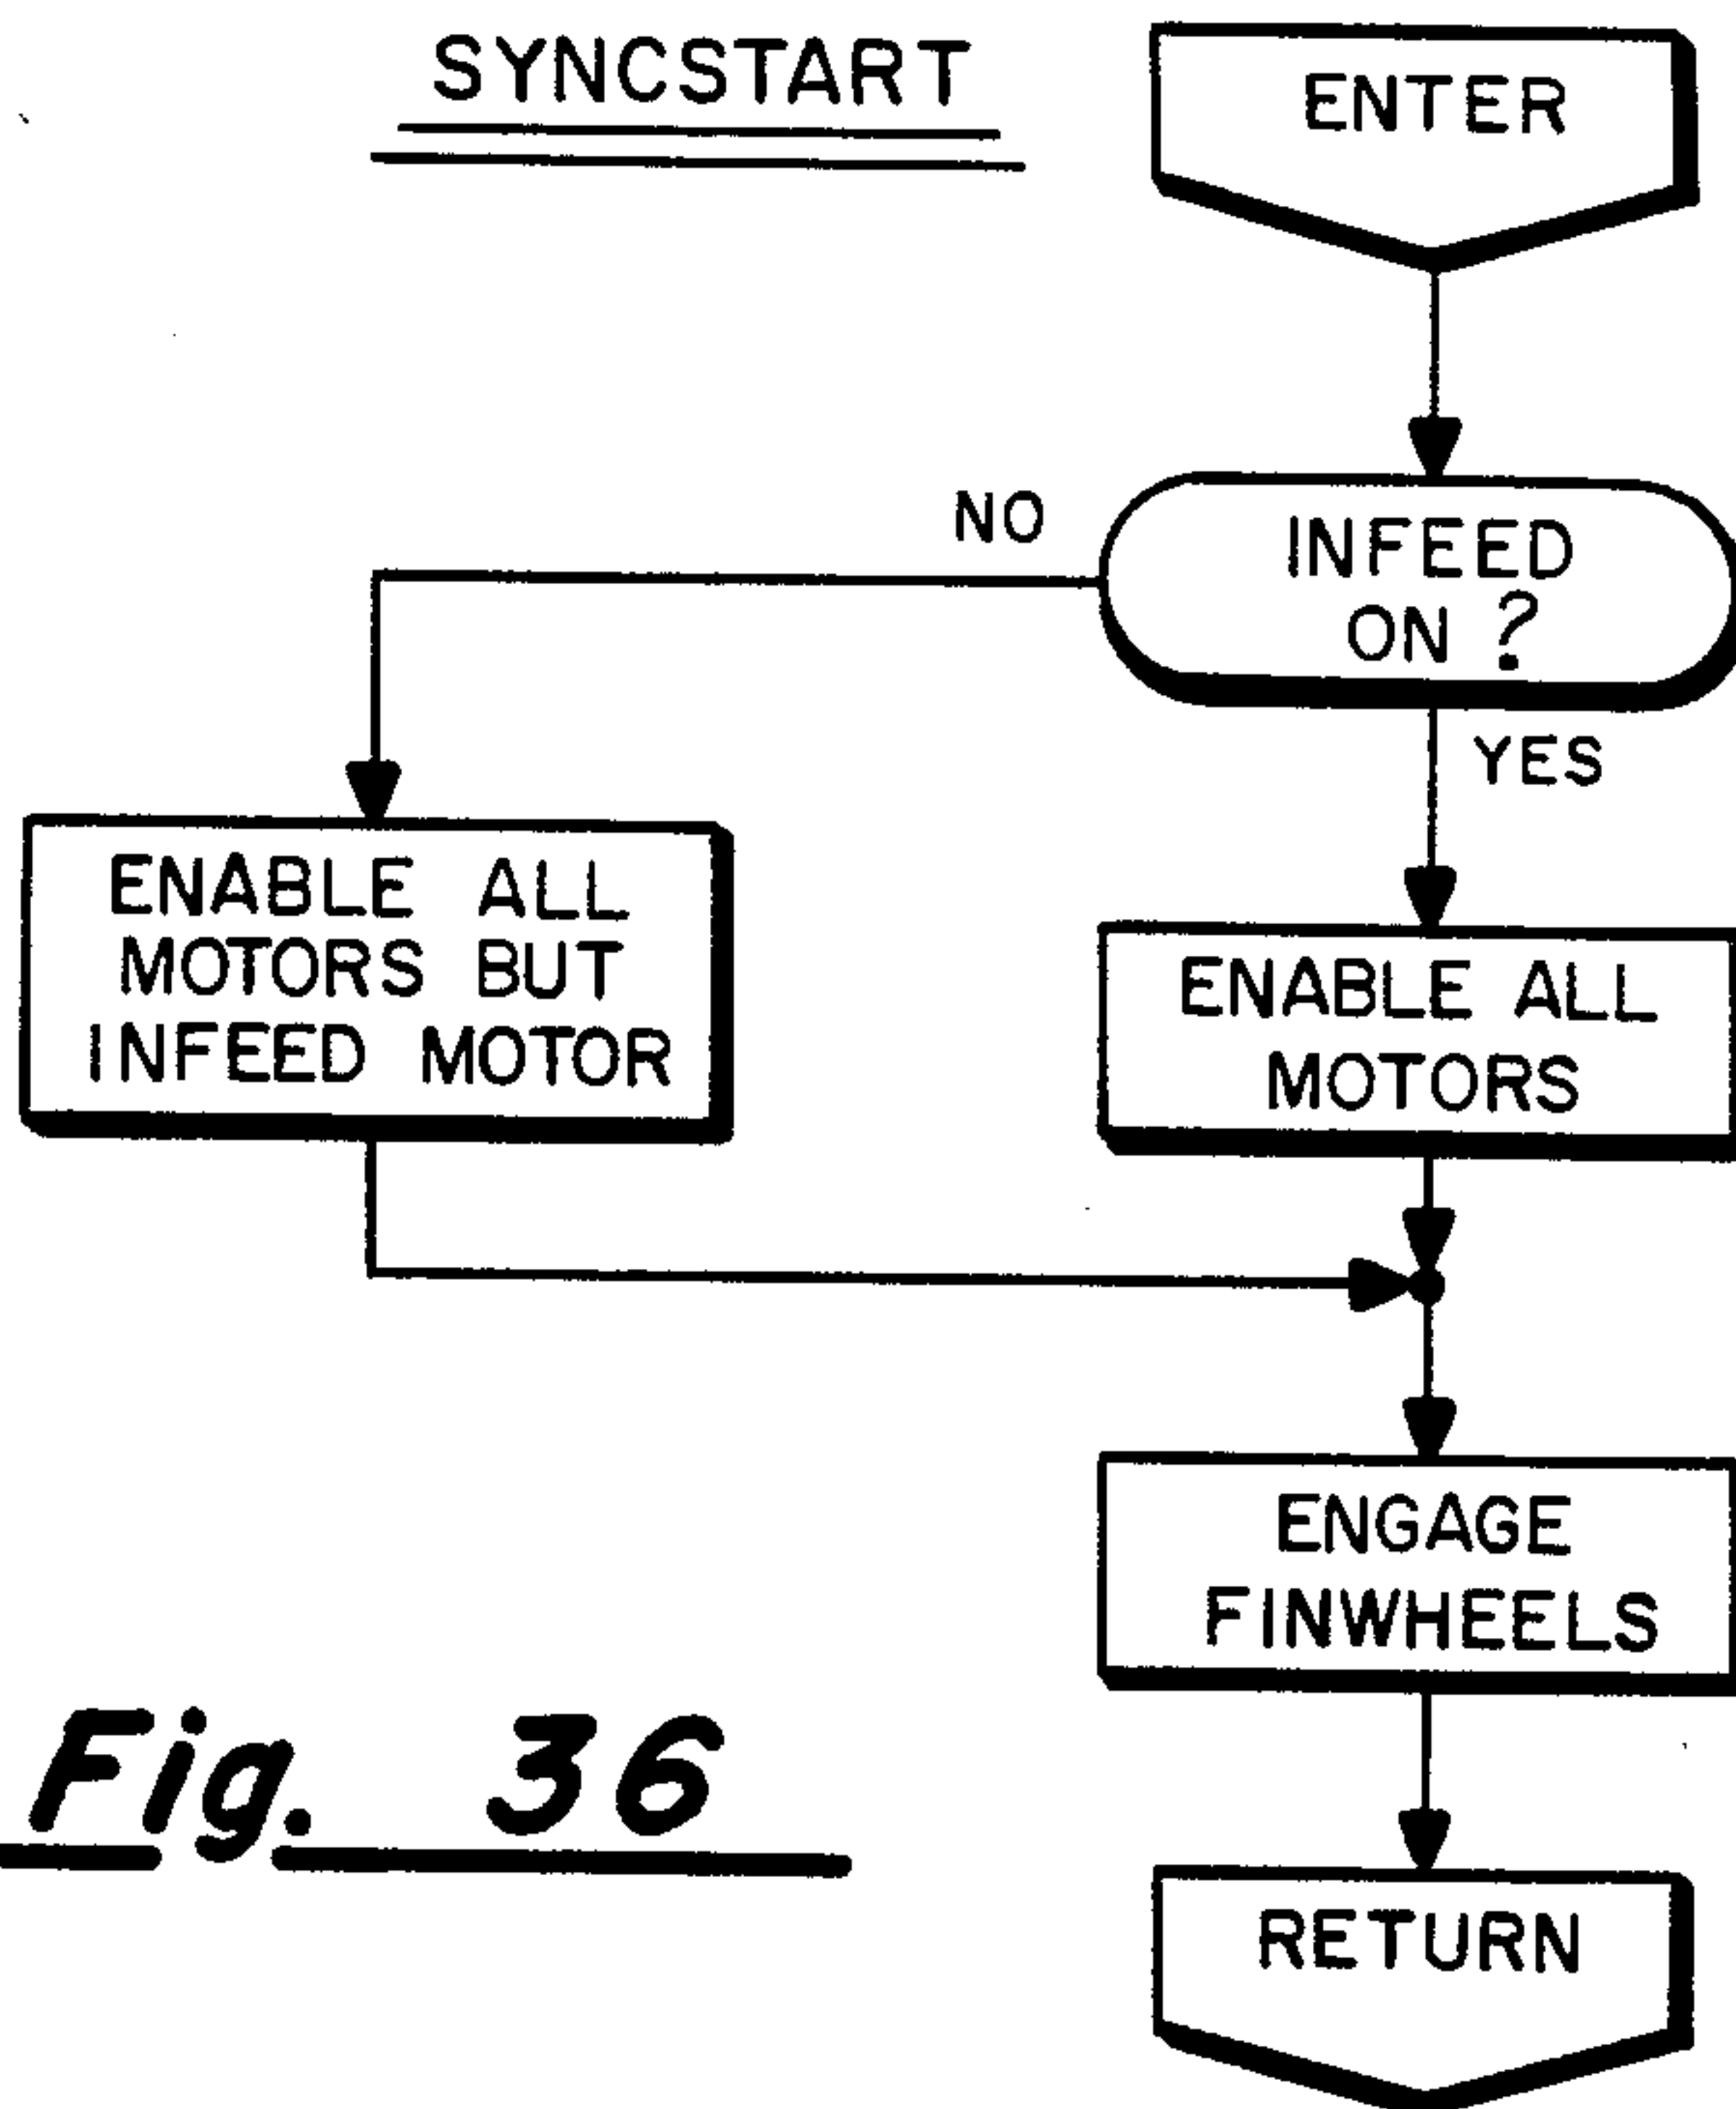 SYNCSTART
ENTER
INFEED
ON ?
NO
YES
ENABLE ALL
MOTORS BUT
INFEED MOTOR
ENABLE ALL
MOTORS
ENGAGE
FINWHEELS
RETURN
Fig. 36